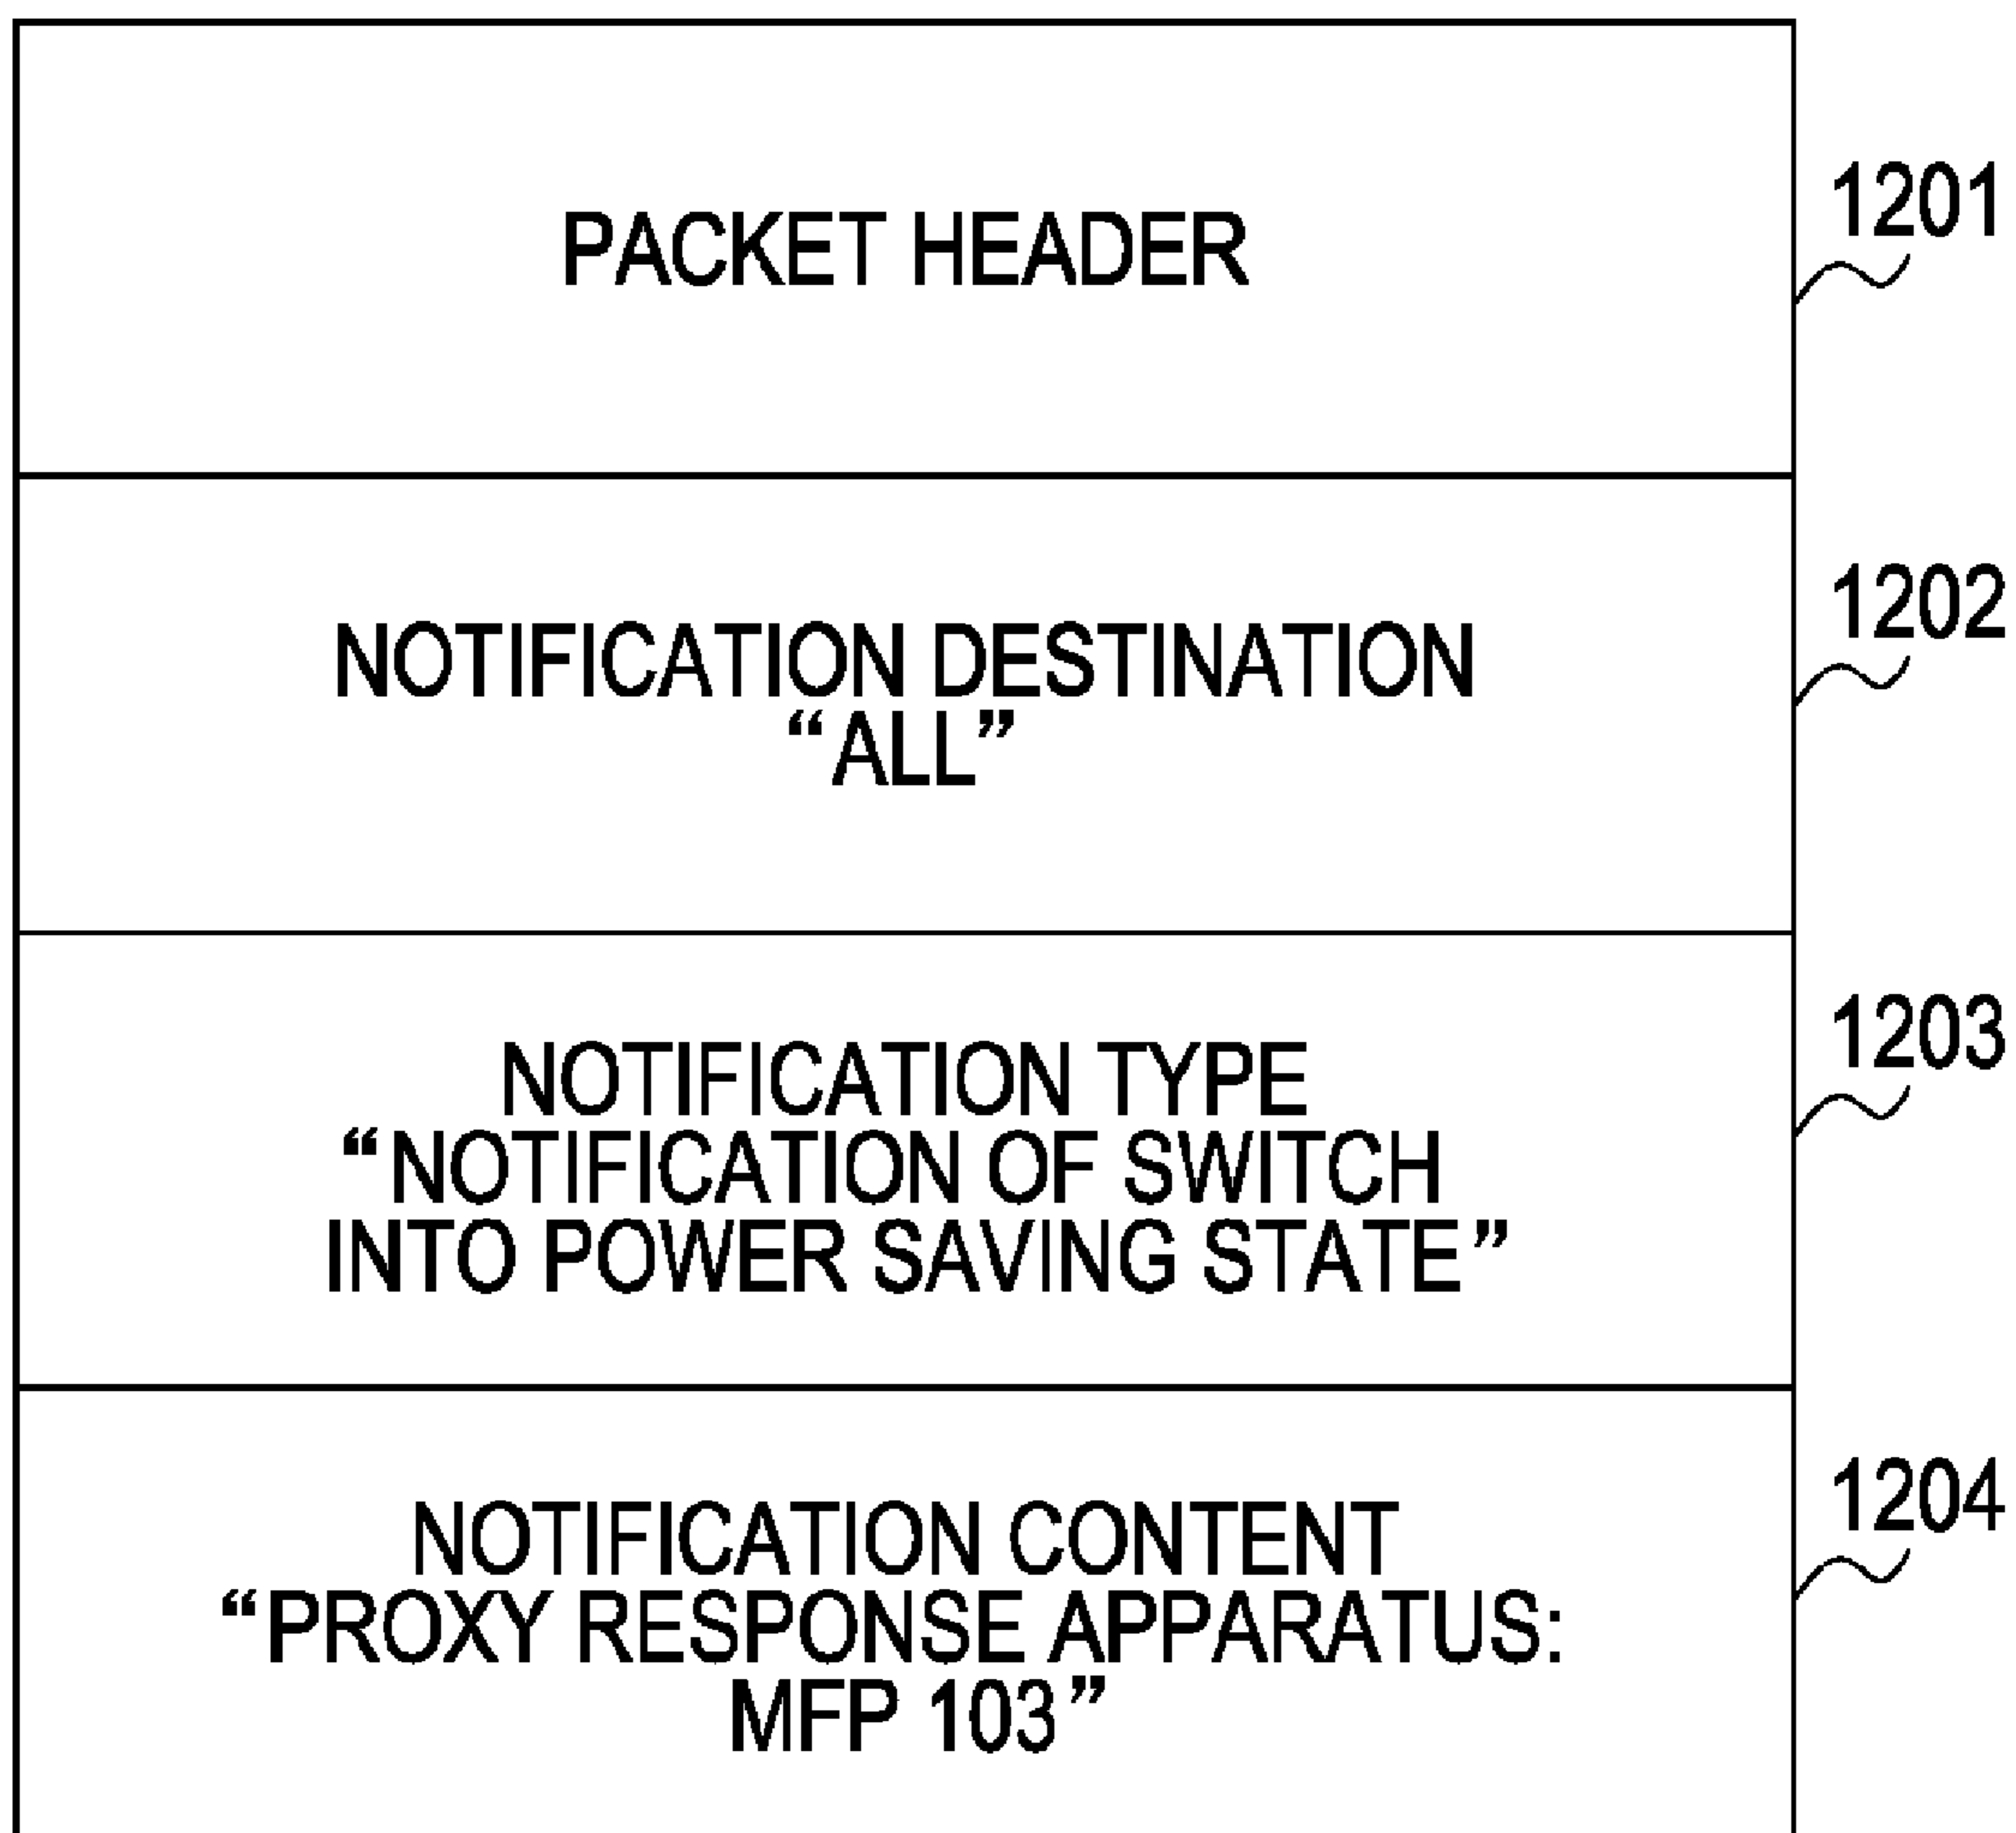 PACKET HEADER
1201
NOTIFICATION DESTINATION
“ALL”
1202
NOTIFICATION TYPE
“NOTIFICATION OF SWITCH
INTO POWER SAVING STATE”
1203
NOTIFICATION CONTENT
“PROXY RESPONSE APPARATUS:
MFP 103”
1204